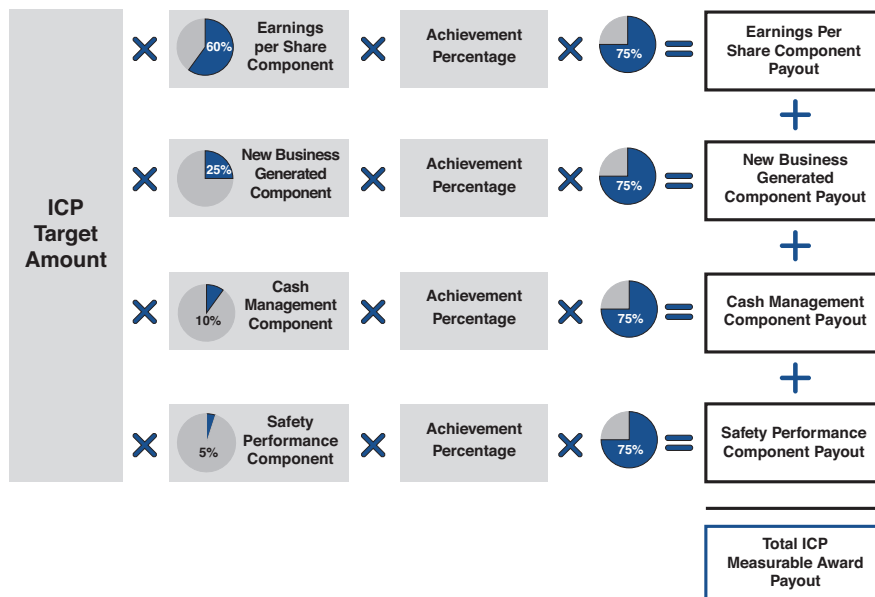 ICP
Target
Amount
60%
Earnings
per Share
Component
Achievement
Percentage
75%
Earnings Per
Share Component
Payout
25%
New Business
Generated
Component
Achievement
Percentage
75%
New Business
Generated
Component Payout
10%
Cash
Management
Component
Achievement
Percentage
75%
Cash Management
Component Payout
5%
Safety
Performance
Component
Achievement
Percentage
75%
Safety Performance
Component Payout
Total ICP
Measurable Award
Payout